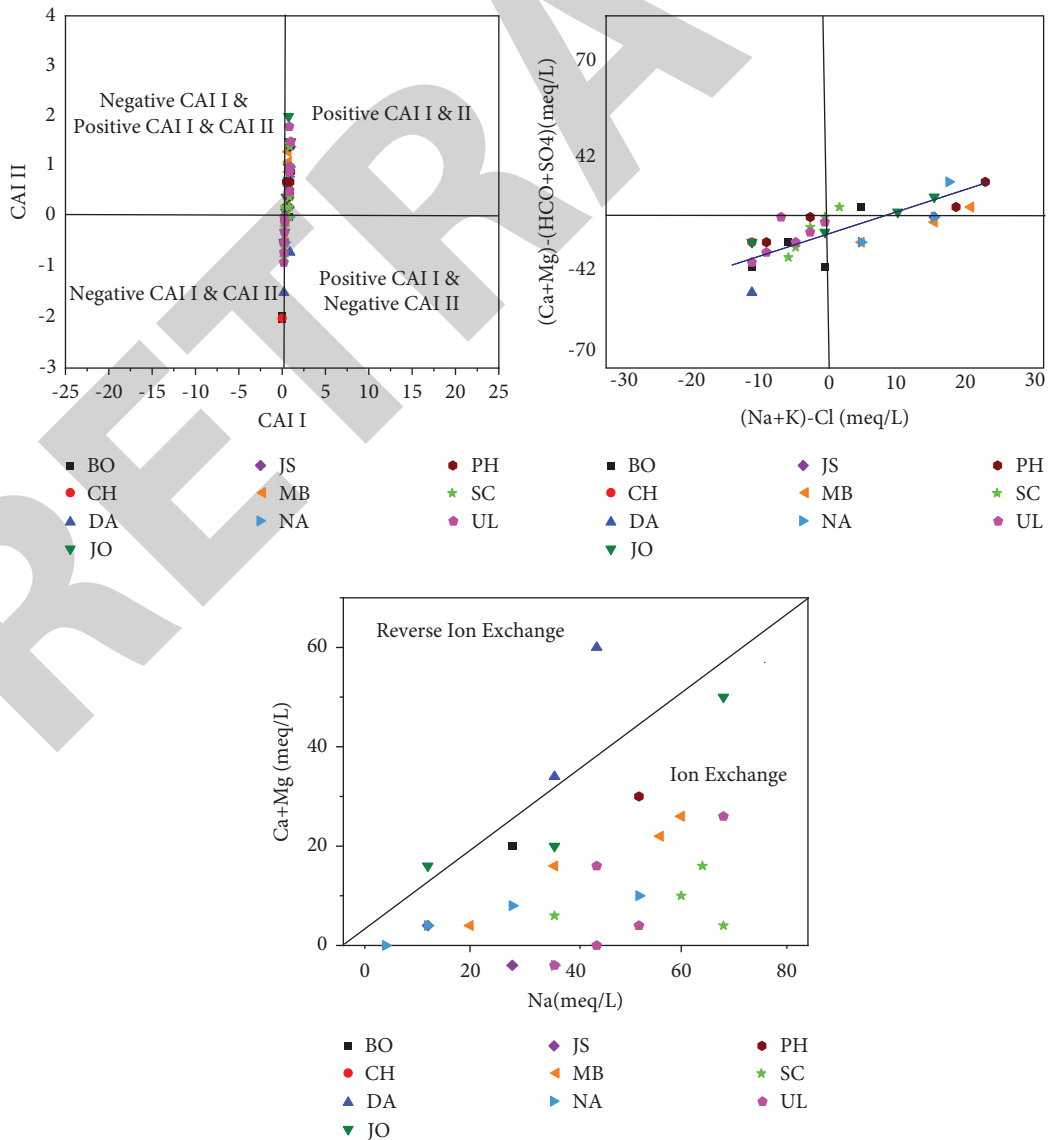 4
3
2
1
0
-1
-2
-3
CAI II
Negative CAI I &
Positive CAI I & CAI II
Positive CAI I & II
Negative CAI I & CAI II
Positive CAI I &
Negative CAI II
-25 -20 -15 -10 -5 0 5 10 15 20 25
CAI I
BO JS PH
CH MB SC
DA NA UL
JO
70
42
0
-42
-70
(Ca+Mg)-(HCO+SO4)(meq/L)
-30 -20 -10 0 10 20 30
(Na+K)-Cl (meq/L)
BO JS PH
CH MB SC
DA NA UL
JO
60
40
20
0
Ca+Mg (meq/L)
Reverse Ion Exchange
Ion Exchange
0 20 40 60 80
Na(meq/L)
BO JS PH
CH MB SC
DA NA UL
JO
RETRA